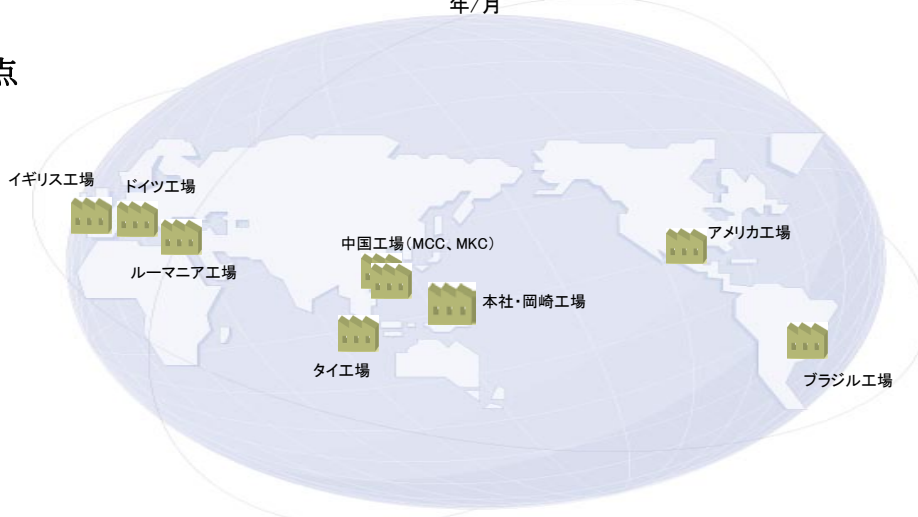 年/月
点
イギリス工場
ドイツ工場
ルーマニア工場
中国工場(MCC、MKC)
本社・岡崎工場
タイ工場
アメリカ工場
ブラジル工場